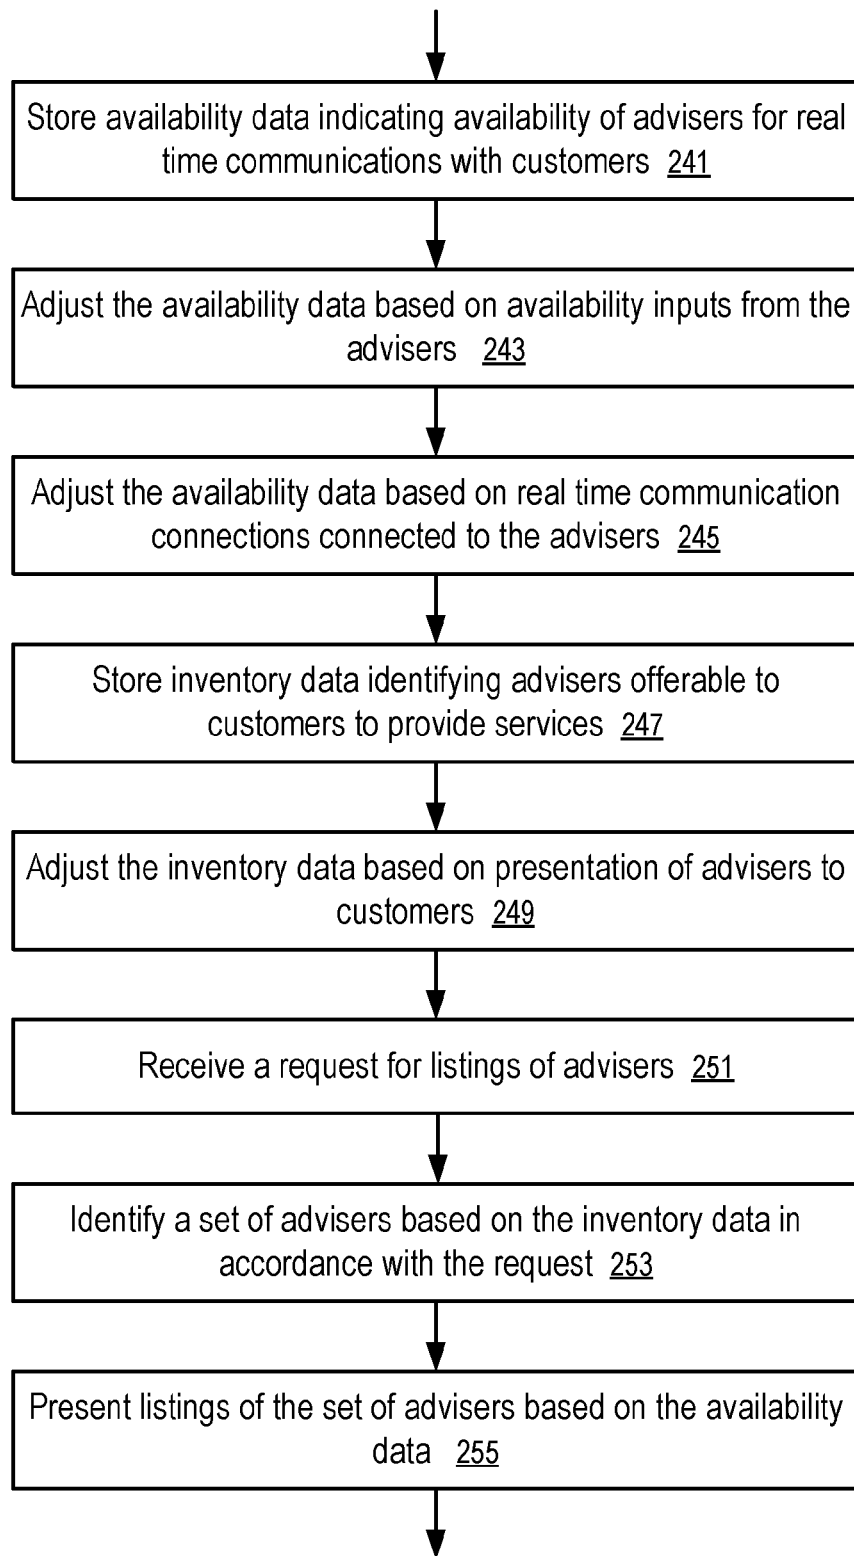 Store availability data indicating availability of advisers for real
time communications with customers 241
Adjust the availability data based on availability inputs from the
advisers 243
Adjust the availability data based on real time communication
connections connected to the advisers 245
Store inventory data identifying advisers offerable to
customers to provide services 247
Adjust the inventory data based on presentation of advisers to
customers 249
Receive a request for listings of advisers 251
Identify a set of advisers based on the inventory data in
accordance with the request 253
Present listings of the set of advisers based on the availability
data 255